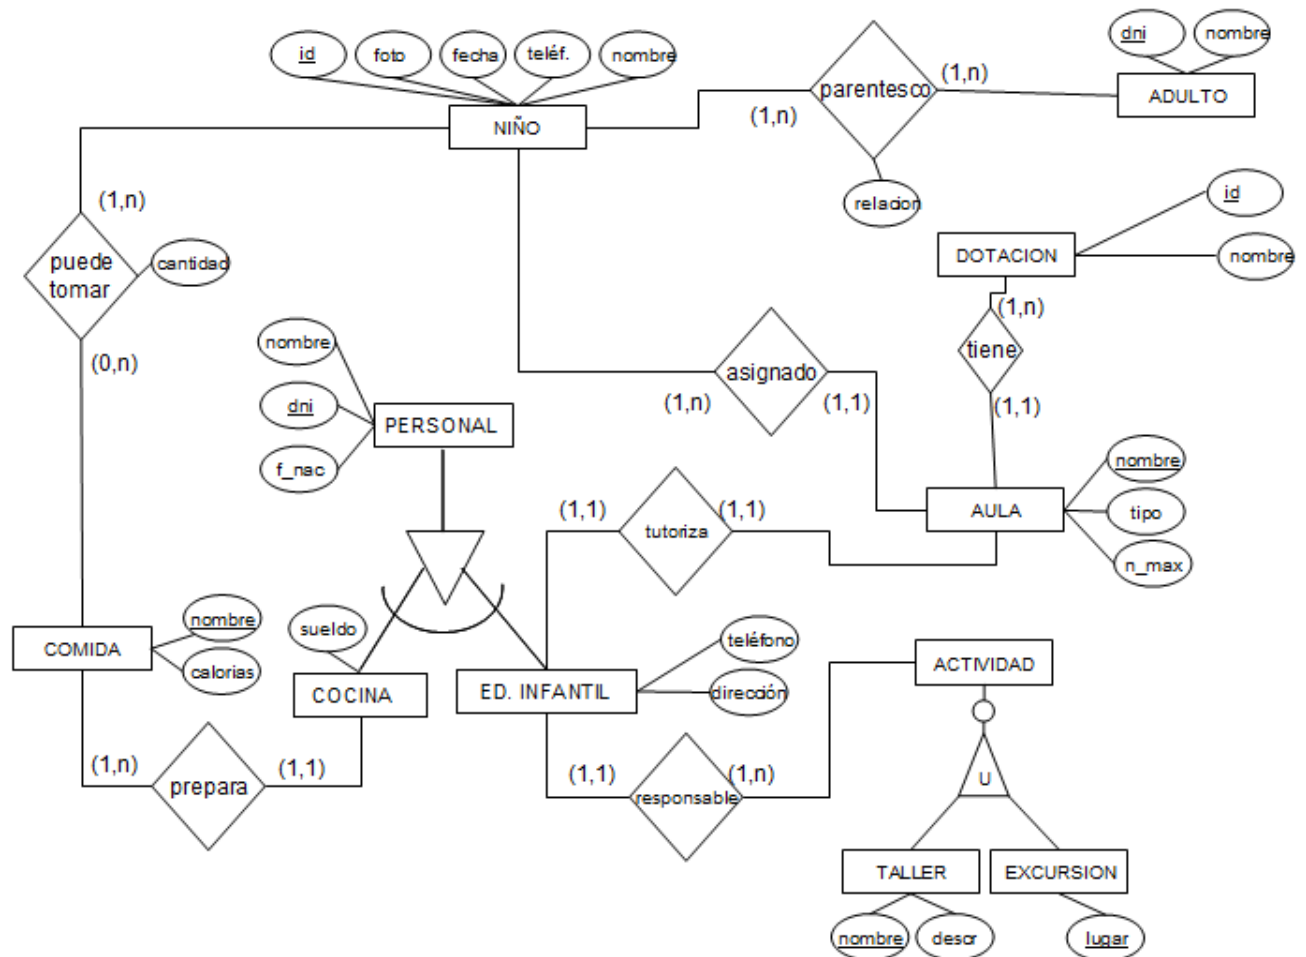 id foto fecha teléf. nombre
dni nombre
NIÑO
parentesco
(1,n)
(1,n)
ADULTO
relacion
(1,n)
puede
tomar
cantidad
(0,n)
id
DOTACION
nombre
(1,n)
tiene
(1,1)
nombre
dni
f_nac
PERSONAL
asignado
(1,n)
(1,1)
nombre
tipo
n_max
AULA
(1,1)
tutoriza
(1,1)
COMIDA
nombre
calorias
sueldo
COCINA
ED. INFANTIL
teléfono
dirección
ACTIVIDAD
(1,n)
prepara
(1,1)
(1,1)
responsable
(1,n)
U
TALLER
EXCURSION
nombre
descr
lugar